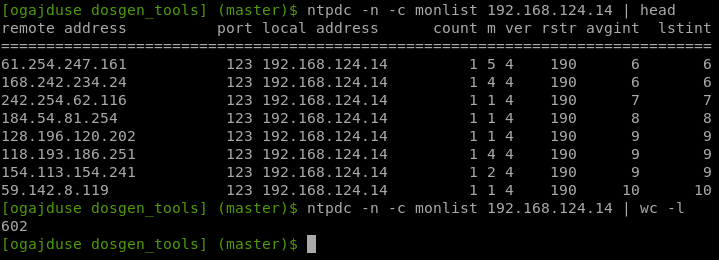 [ogajduse dosgen_tools] (master)$ ntpdc -n -c monlist 192.168.124.14 | head
remote address          port local address      count m ver rstr avgint  lstint
===============================================================================
61.254.247.161           123 192.168.124.14         1 5 4    190      6       6
168.242.234.24           123 192.168.124.14         1 4 4    190      6       6
242.254.62.116           123 192.168.124.14         1 1 4    190      7       7
184.54.81.254            123 192.168.124.14         1 1 4    190      8       8
128.196.120.202          123 192.168.124.14         1 1 4    190      9       9
118.193.186.251          123 192.168.124.14         1 4 4    190      9       9
154.113.154.241          123 192.168.124.14         1 2 4    190      9       9
59.142.8.119             123 192.168.124.14         1 1 4    190     10      10
[ogajduse dosgen_tools] (master)$ ntpdc -n -c monlist 192.168.124.14 | wc -l
602
[ogajduse dosgen_tools] (master)$